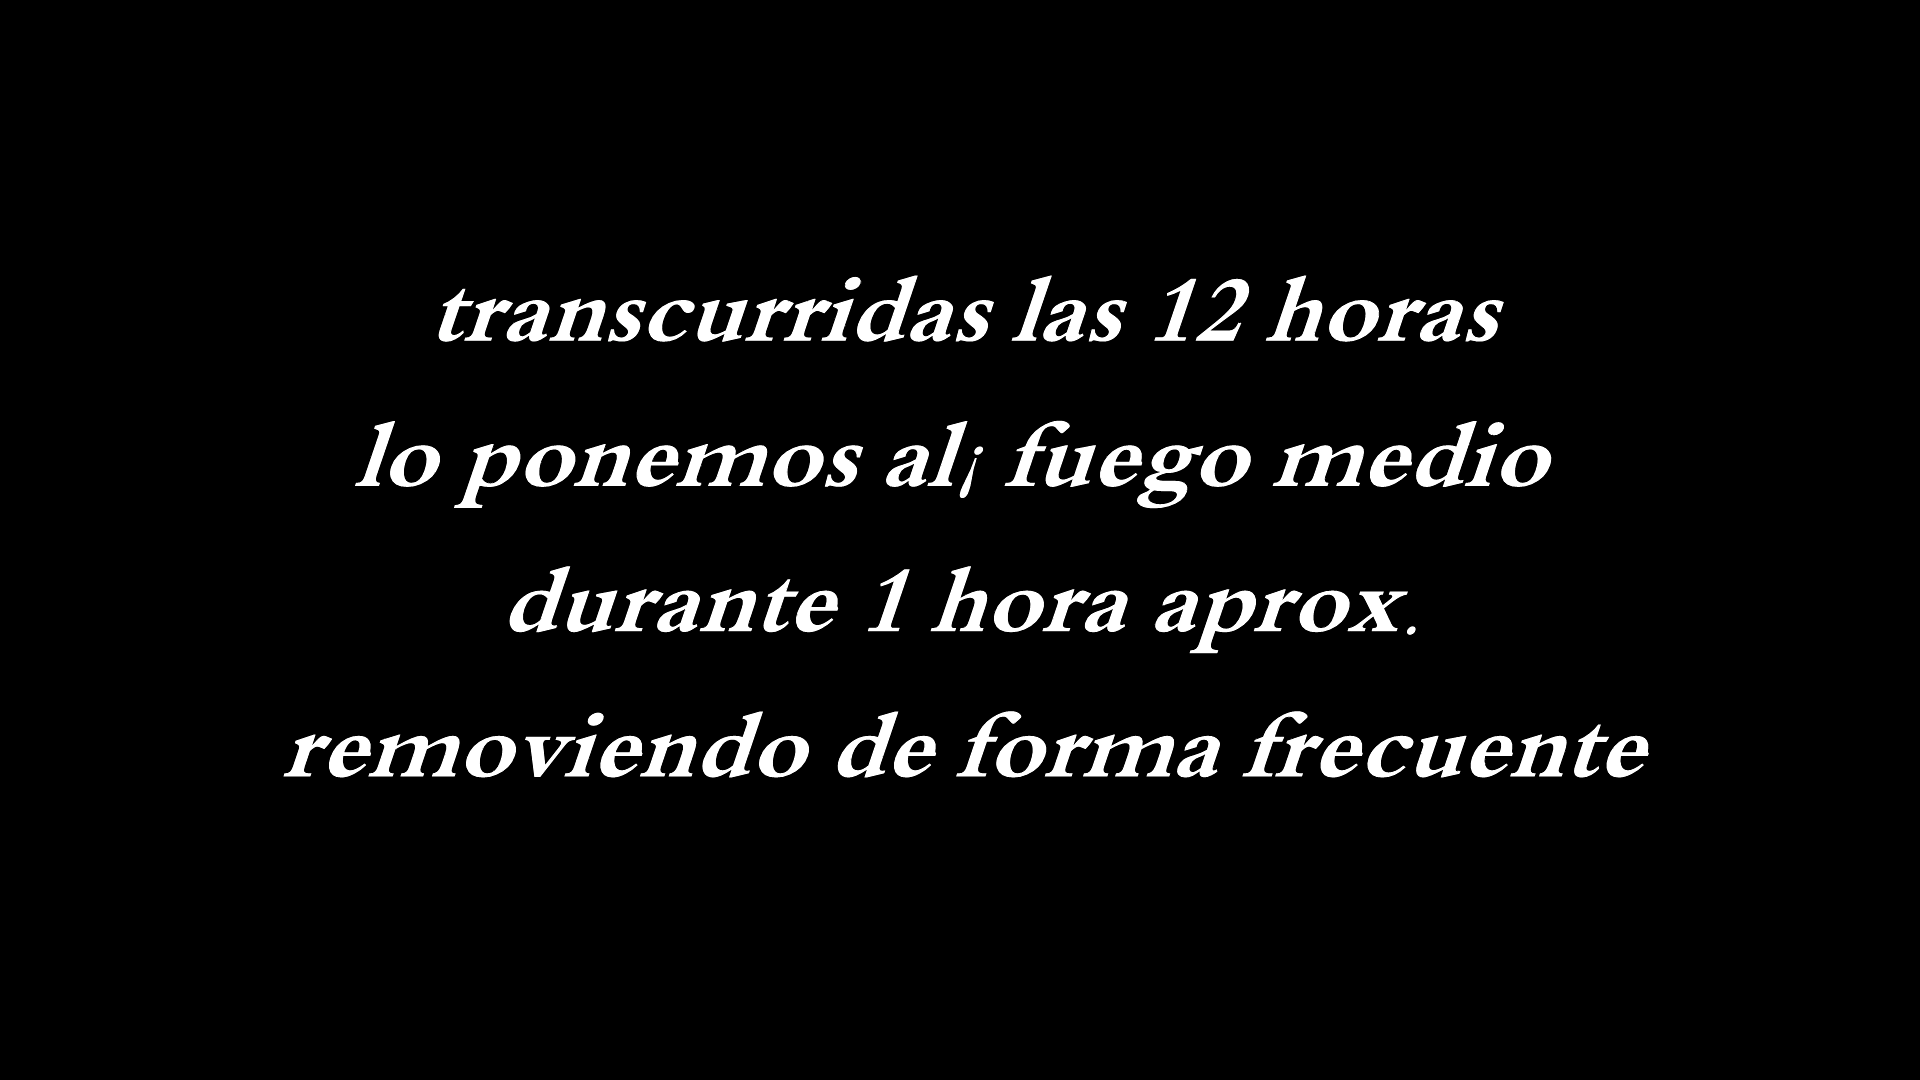 transcurridas las 12 horas
lo ponemos al¡ fuego medio
durante 1 hora aprox.
removiendo de forma frecuente